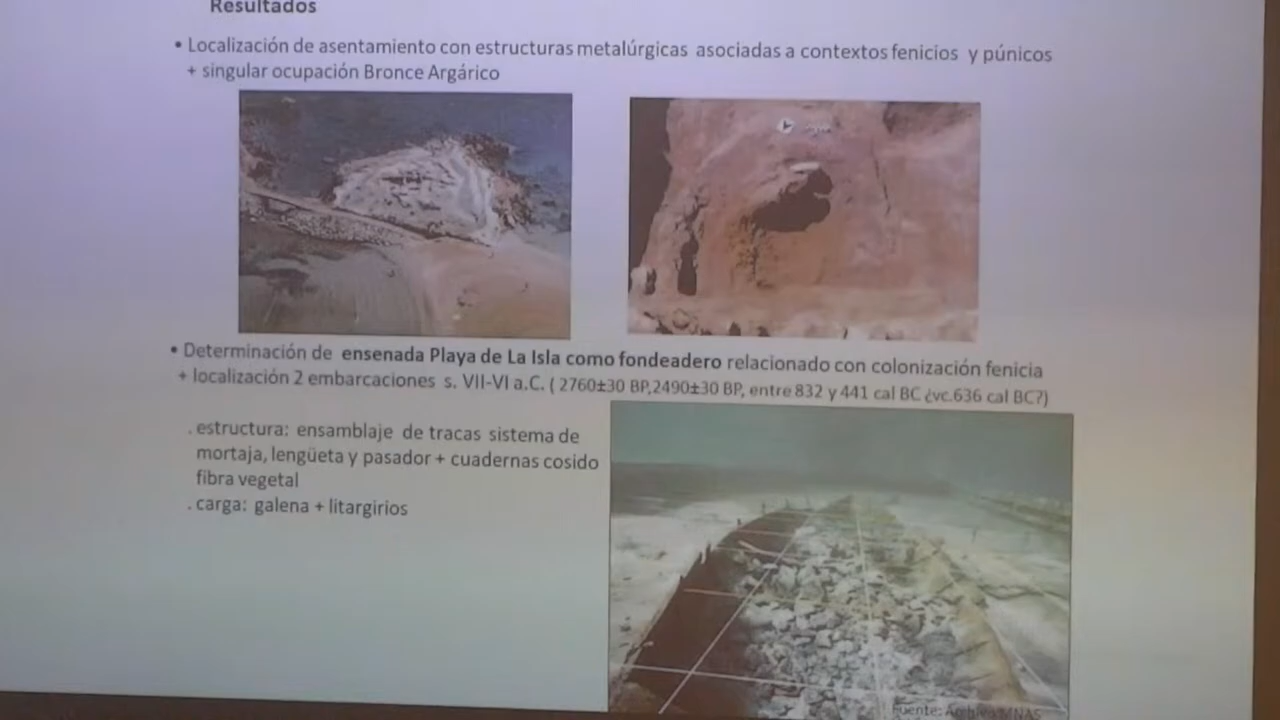 Resultados
• Localización de asentamiento con estructuras metalúrgicas asociadas a contextos fenicios y púnicos
+ singular ocupación Bronce Argárico
• Determinación de ensenada Playa de La Isla como fondeadero relacionado con colonización fenicia
+ localización 2 embarcaciones s. VII-VI a.C. ( 2760±30 BP,2490±30 BP, entre 832 y 441 cal BC ¿vc.636 cal BC?)
. estructura: ensamblaje de tracas sistema de
mortaja, lengüeta y pasador + cuadernas cosido
fibra vegetal
. carga: galena + litargirios
Fuente: Archivo MNAS